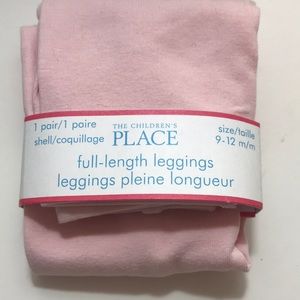 1 pair/1 paire
shell/coquillage
THE CHILDREN'S
PLACE
size/taille
9-12 m/m
full-length leggings
leggings pleine longueur